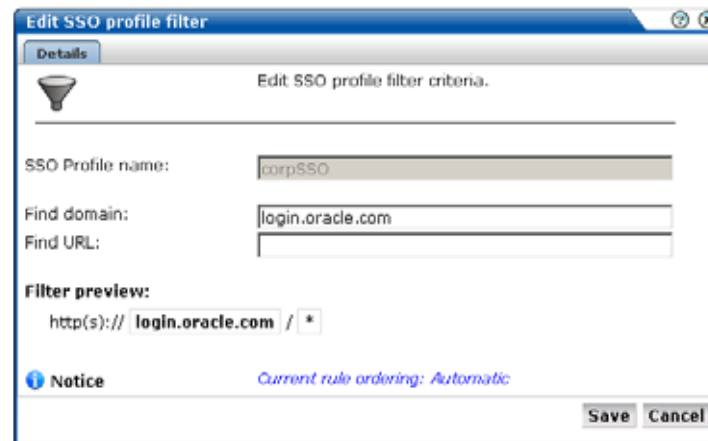 Edit SSO profile filter
Details
Edit SSO profile filter criteria.
SSO Profile name: corpSSO
Find domain: login.oracle.com
Find URL:
Filter preview:
http(s):// login.oracle.com / *
Notice Current rule ordering: Automatic
Save Cancel